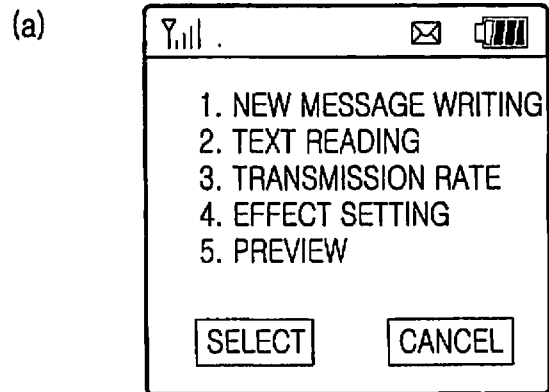 (a)
1. NEW MESSAGE WRITING
2. TEXT READING
3. TRANSMISSION RATE
4. EFFECT SETTING
5. PREVIEW
SELECT CANCEL